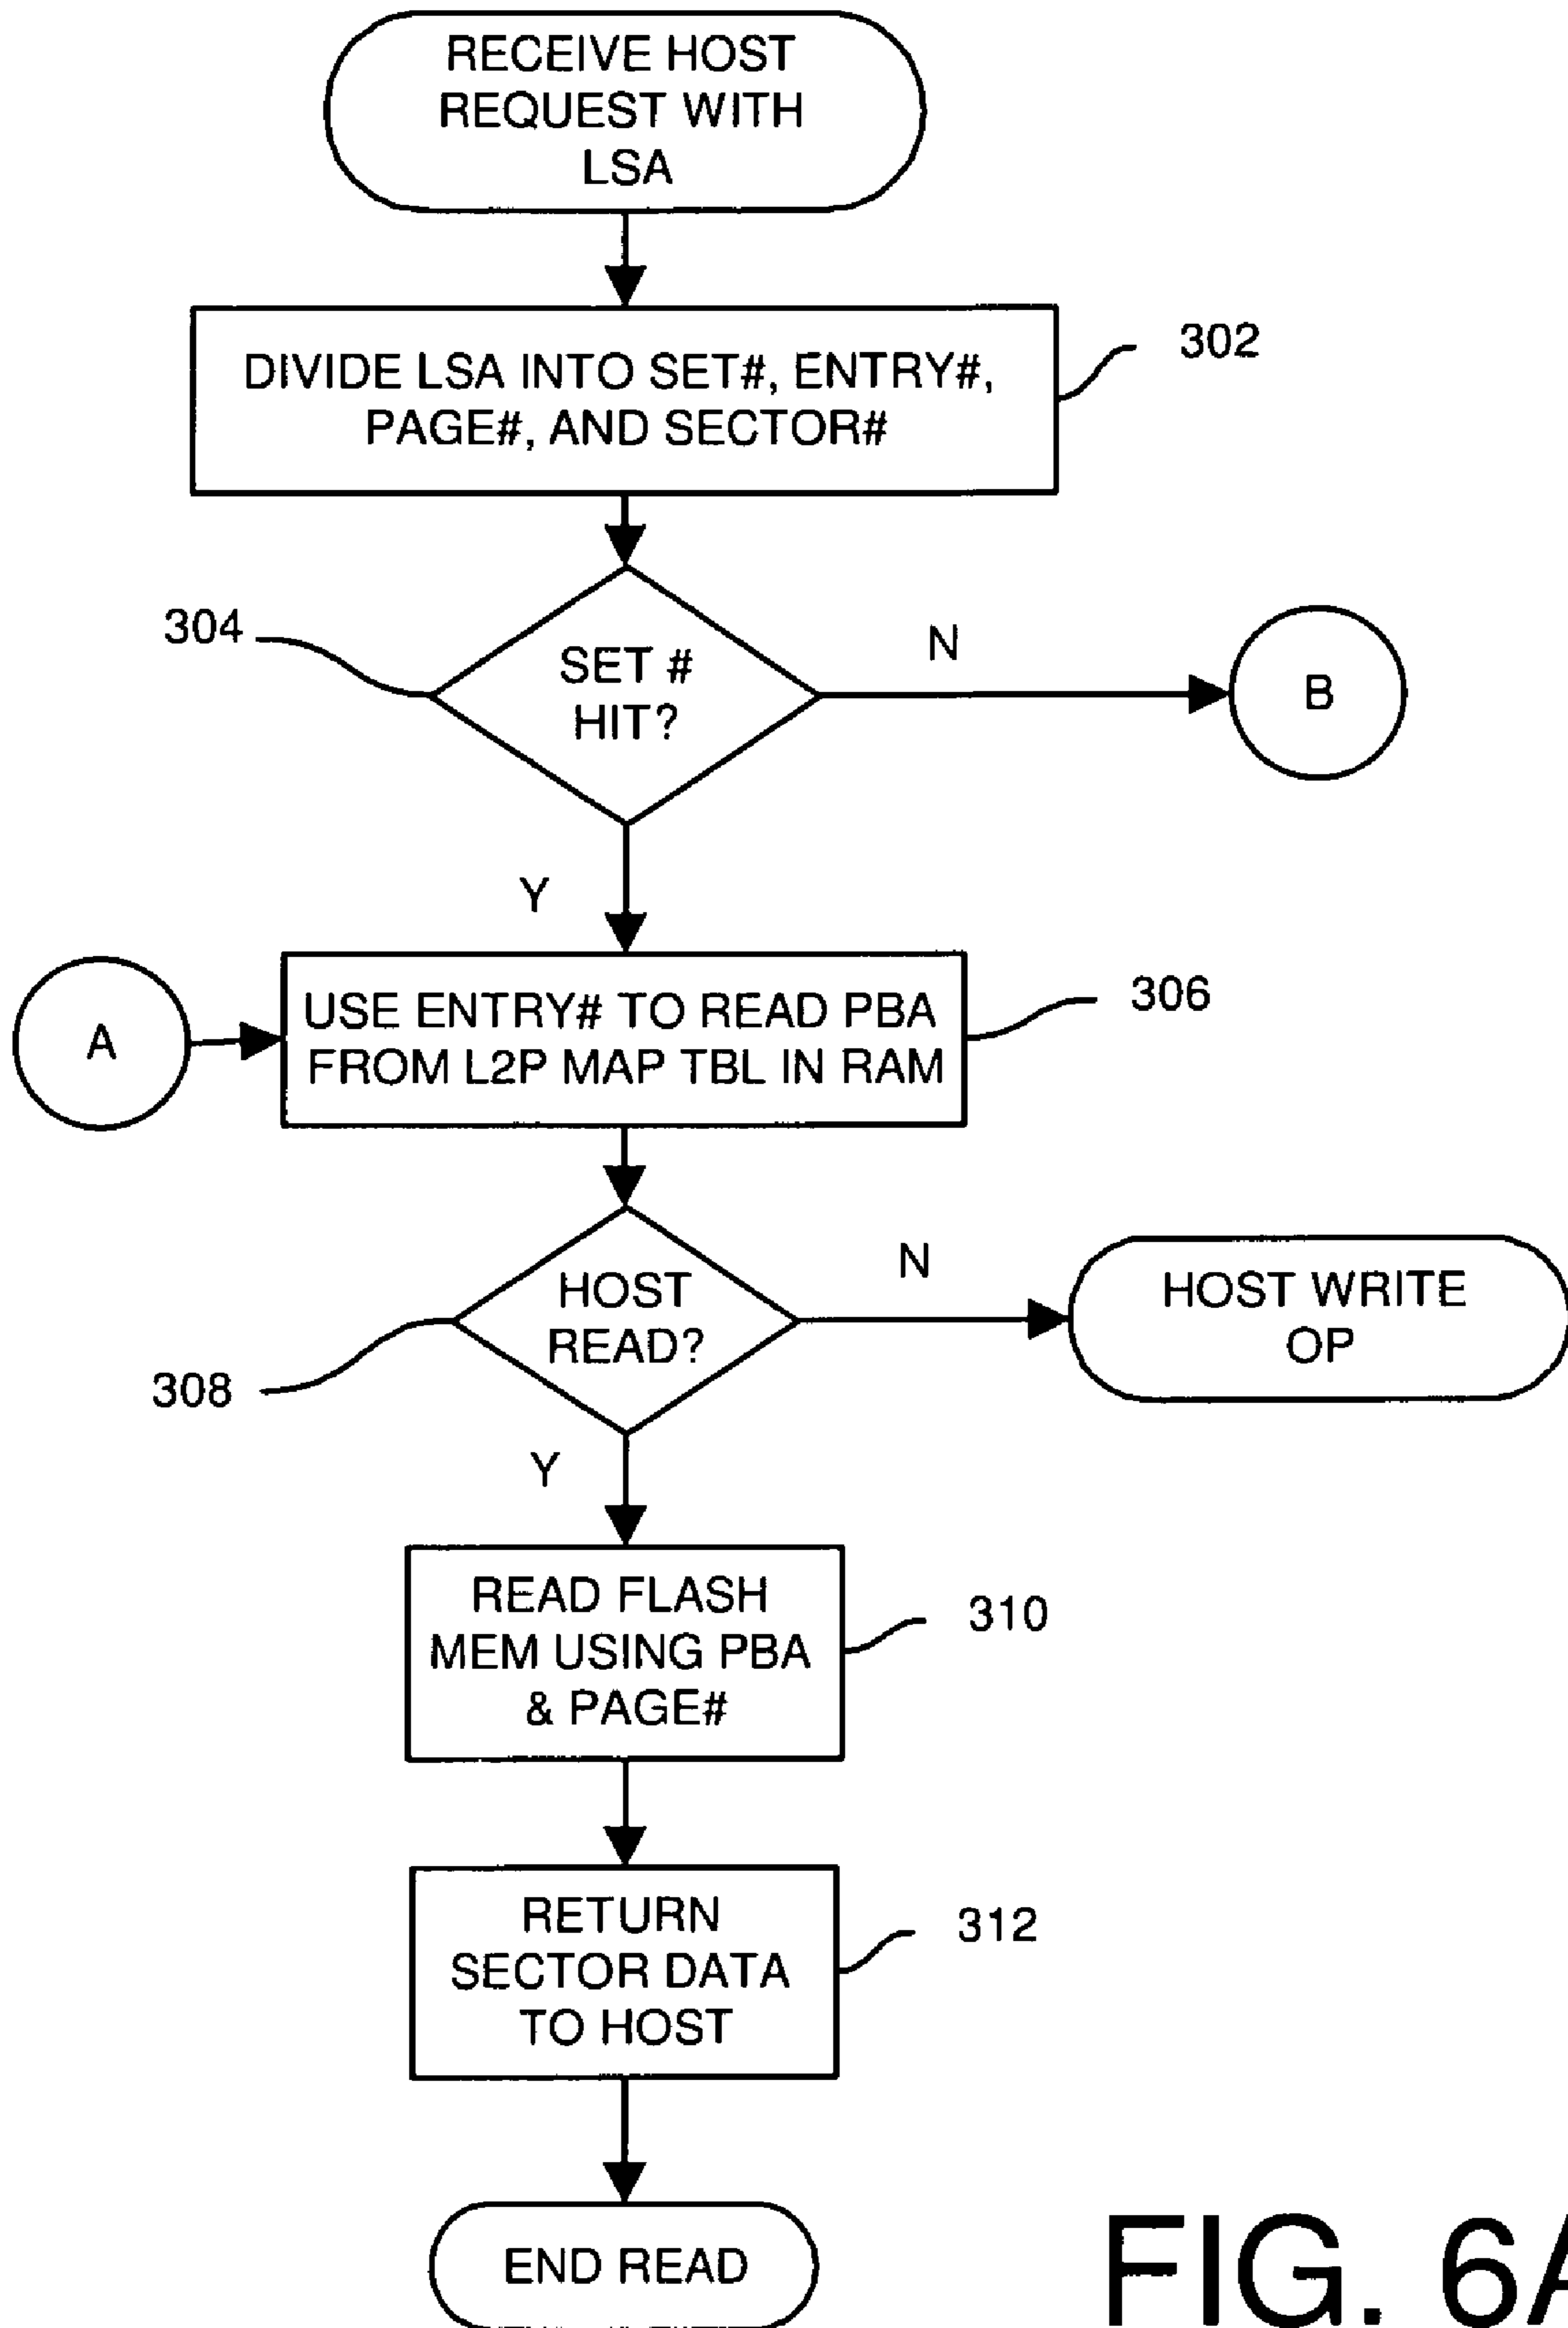 RECEIVE HOST
REQUEST WITH
LSA
DIVIDE LSA INTO SET#, ENTRY#,
PAGE#, AND SECTOR#
302
304
SET #
HIT?
N
B
Y
A
USE ENTRY# TO READ PBA
FROM L2P MAP TBL IN RAM
306
HOST
READ?
N
HOST WRITE
OP
308
Y
READ FLASH
MEM USING PBA
& PAGE#
310
RETURN
SECTOR DATA
TO HOST
312
END READ
FIG. 6A